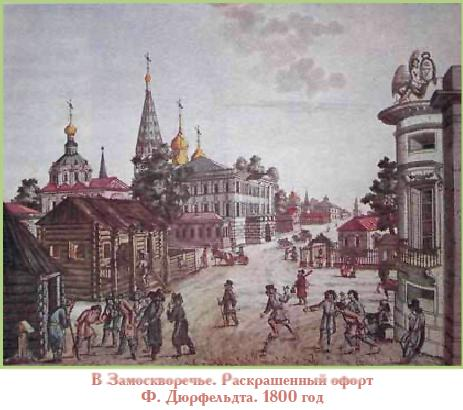 В Замоскворечье. Раскрашенный офорт
Ф. Дюрфельдта. 1800 год